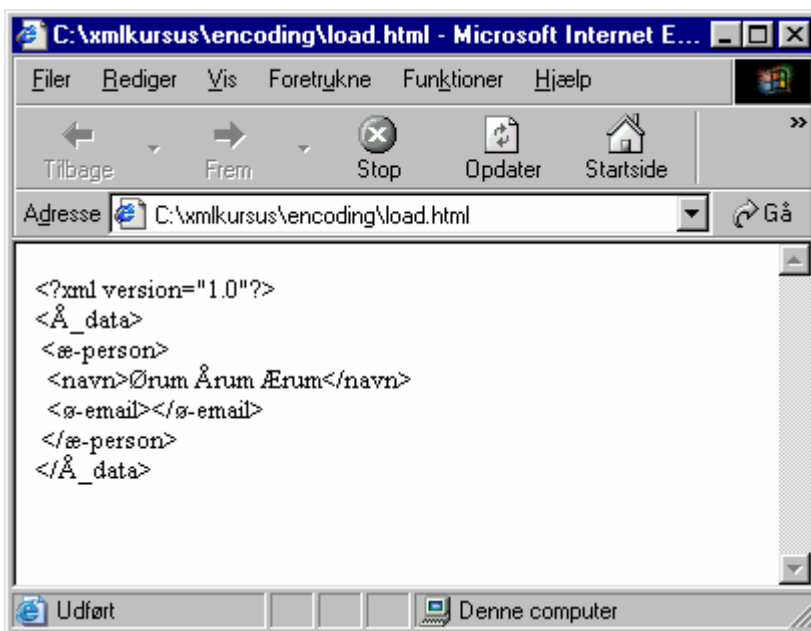 C:\xmlkursus\encoding\load.html - Microsoft Internet E...
Filer Rediger Vis Foretrukne Funktioner Hjælp
Tilbage Frem Stop Opdater Startside »
Adresse C:\xmlkursus\encoding\load.html Gå
<?xml version="1.0"?>
<Å_data>
<æ-person>
<navn>Ørum Årum Ærum</navn>
<ø-email></ø-email>
</æ-person>
</Å_data>
Udført Denne computer